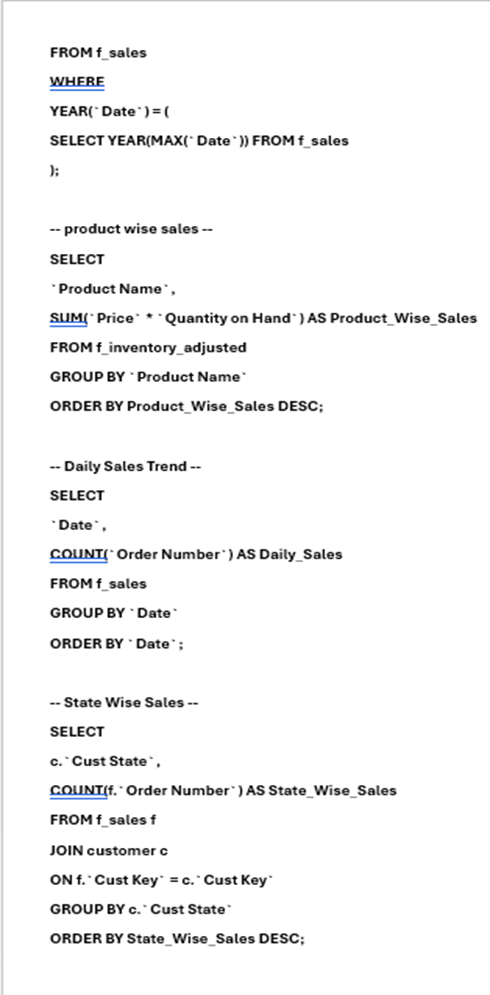 FROM f_sales
WHERE
YEAR(`Date`) = (
SELECT YEAR(MAX(`Date`)) FROM f_sales
);
-- product wise sales --
SELECT
`Product Name`,
SUM(`Price` * `Quantity on Hand`) AS Product_Wise_Sales
FROM f_inventory_adjusted
GROUP BY `Product Name`
ORDER BY Product_Wise_Sales DESC;
-- Daily Sales Trend --
SELECT
`Date`,
COUNT(`Order Number`) AS Daily_Sales
FROM f_sales
GROUP BY `Date`
ORDER BY `Date`;
-- State Wise Sales --
SELECT
c.`Cust State`,
COUNT(f.`Order Number`) AS State_Wise_Sales
FROM f_sales f
JOIN customer c
ON f.`Cust Key` = c.`Cust Key`
GROUP BY c.`Cust State`
ORDER BY State_Wise_Sales DESC;